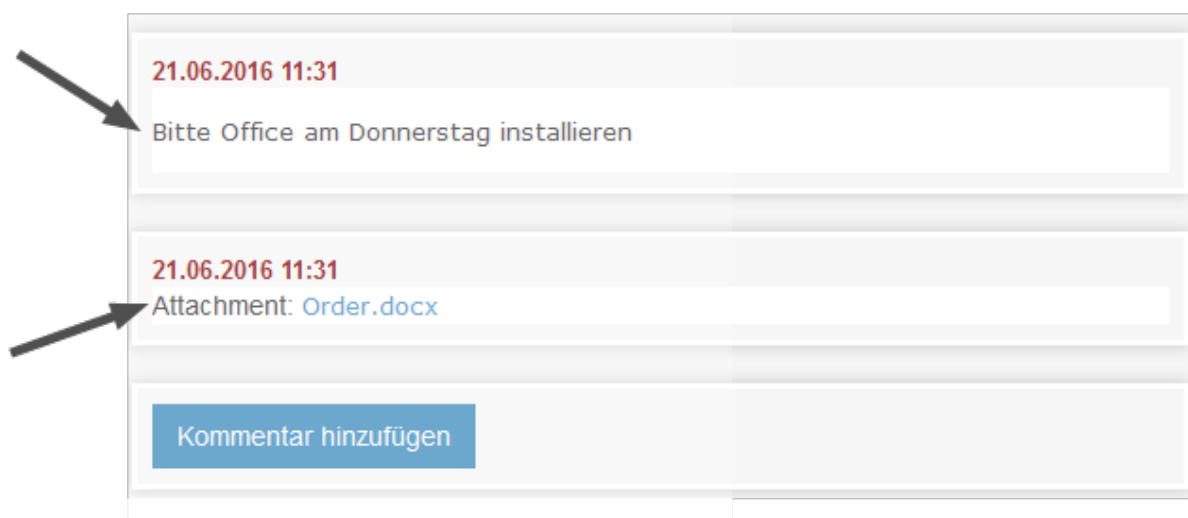 21.06.2016 11:31
Bitte Office am Donnerstag installieren
21.06.2016 11:31
Attachment: Order.docx
Kommentar hinzufügen